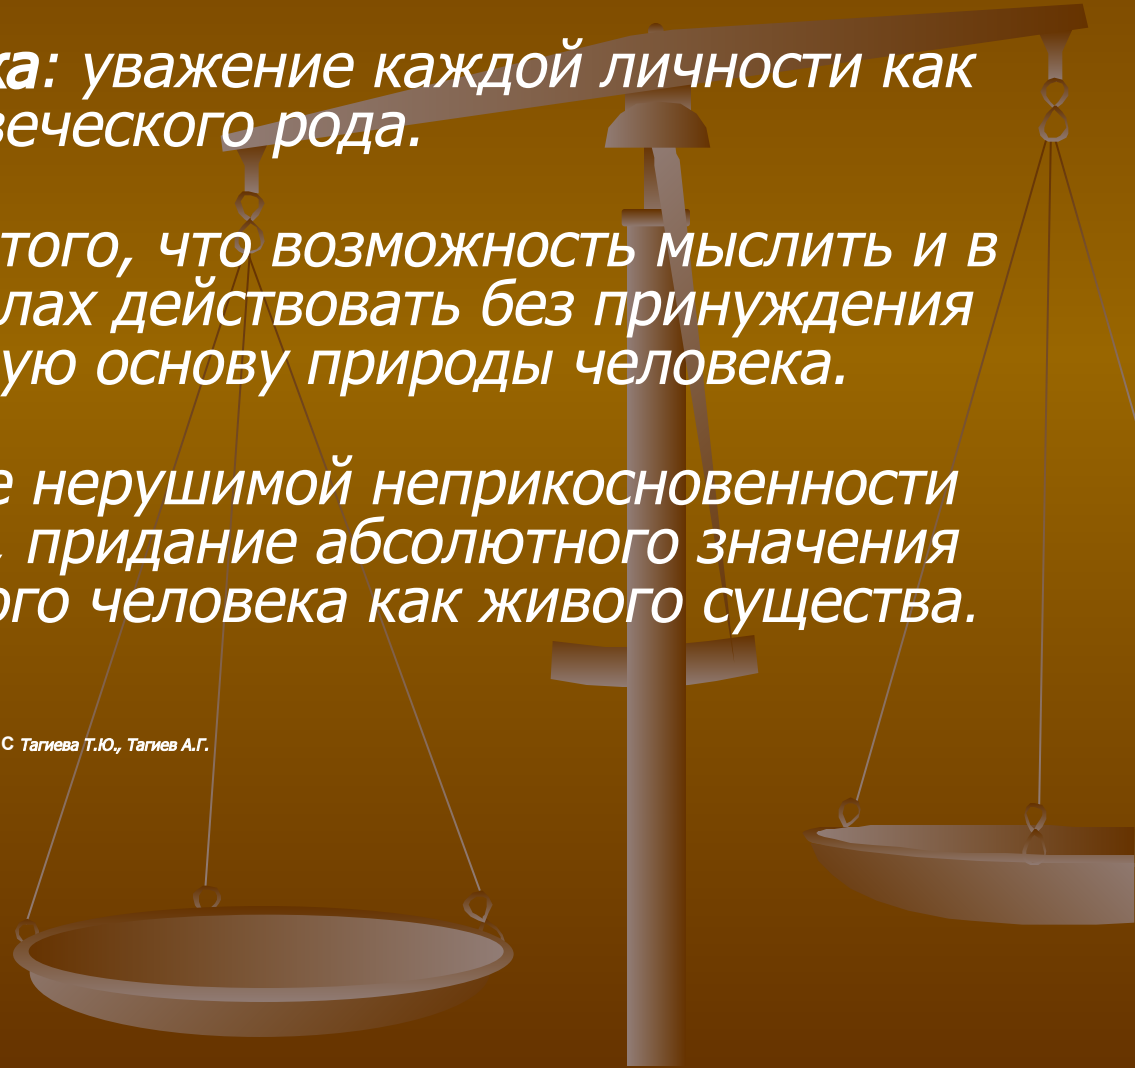 ка: уважение каждой личности как
веческого рода.
того, что возможность мыслить и в
лах действовать без принуждения
ую основу природы человека.
е нерушимой неприкосновенности
, придание абсолютного значения
ого человека как живого существа.
С Тагиева Т.Ю., Тагиев А.Г.